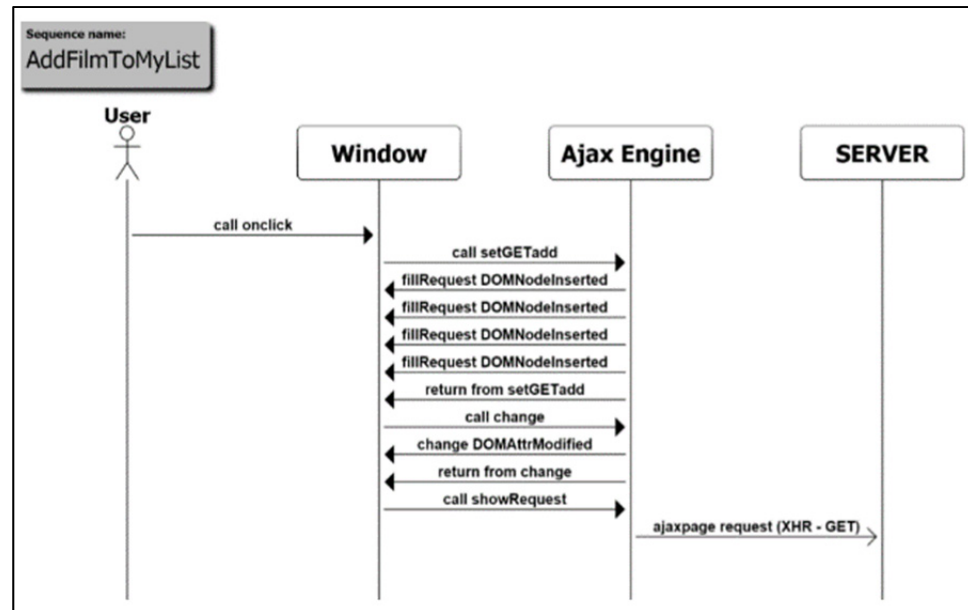 Sequence name:
AddFilmToMyList
User
Window
Ajax Engine
SERVER
call onclick
call setGETadd
fillRequest DOMNodeInserted
fillRequest DOMNodeInserted
fillRequest DOMNodeInserted
fillRequest DOMNodeInserted
return from setGETadd
call change
change DOMAttrModified
return from change
call showRequest
ajaxpage request (XHR - GET)